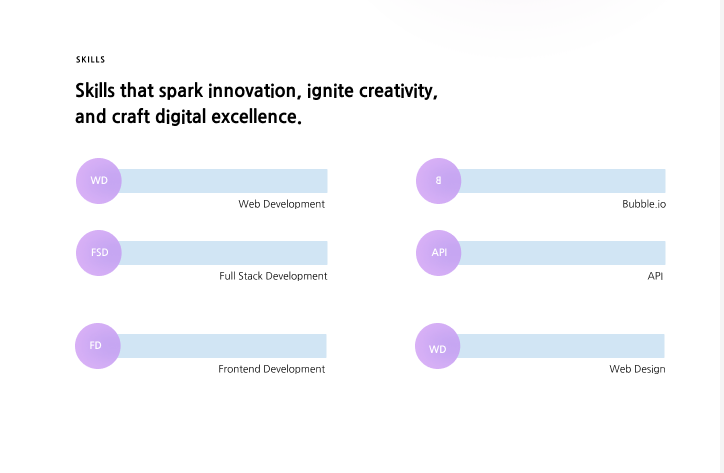 SKILLS
Skills that spark innovation, ignite creativity,
and craft digital excellence.
WD
Web Development
B
Bubble.io
FSD
Full Stack Development
API
API
FD
Frontend Development
WD
Web Design